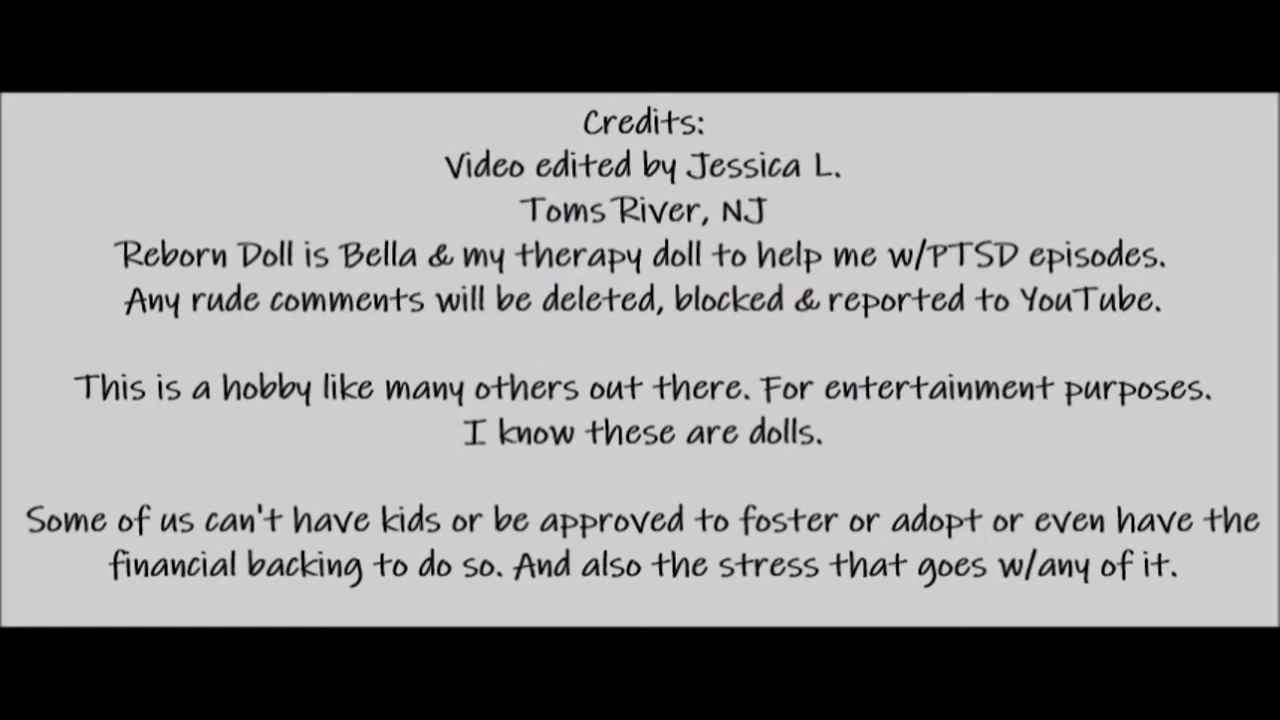 Credits:
Video edited by Jessica L.
Toms River, NJ
Reborn Doll is Bella & my therapy doll to help me w/PTSD episodes.
Any rude comments will be deleted, blocked & reported to YouTube.
This is a hobby like many others out there. For entertainment purposes.
I know these are dolls.
Some of us can't have kids or be approved to foster or adopt or even have the
financial backing to do so. And also the stress that goes w/any of it.